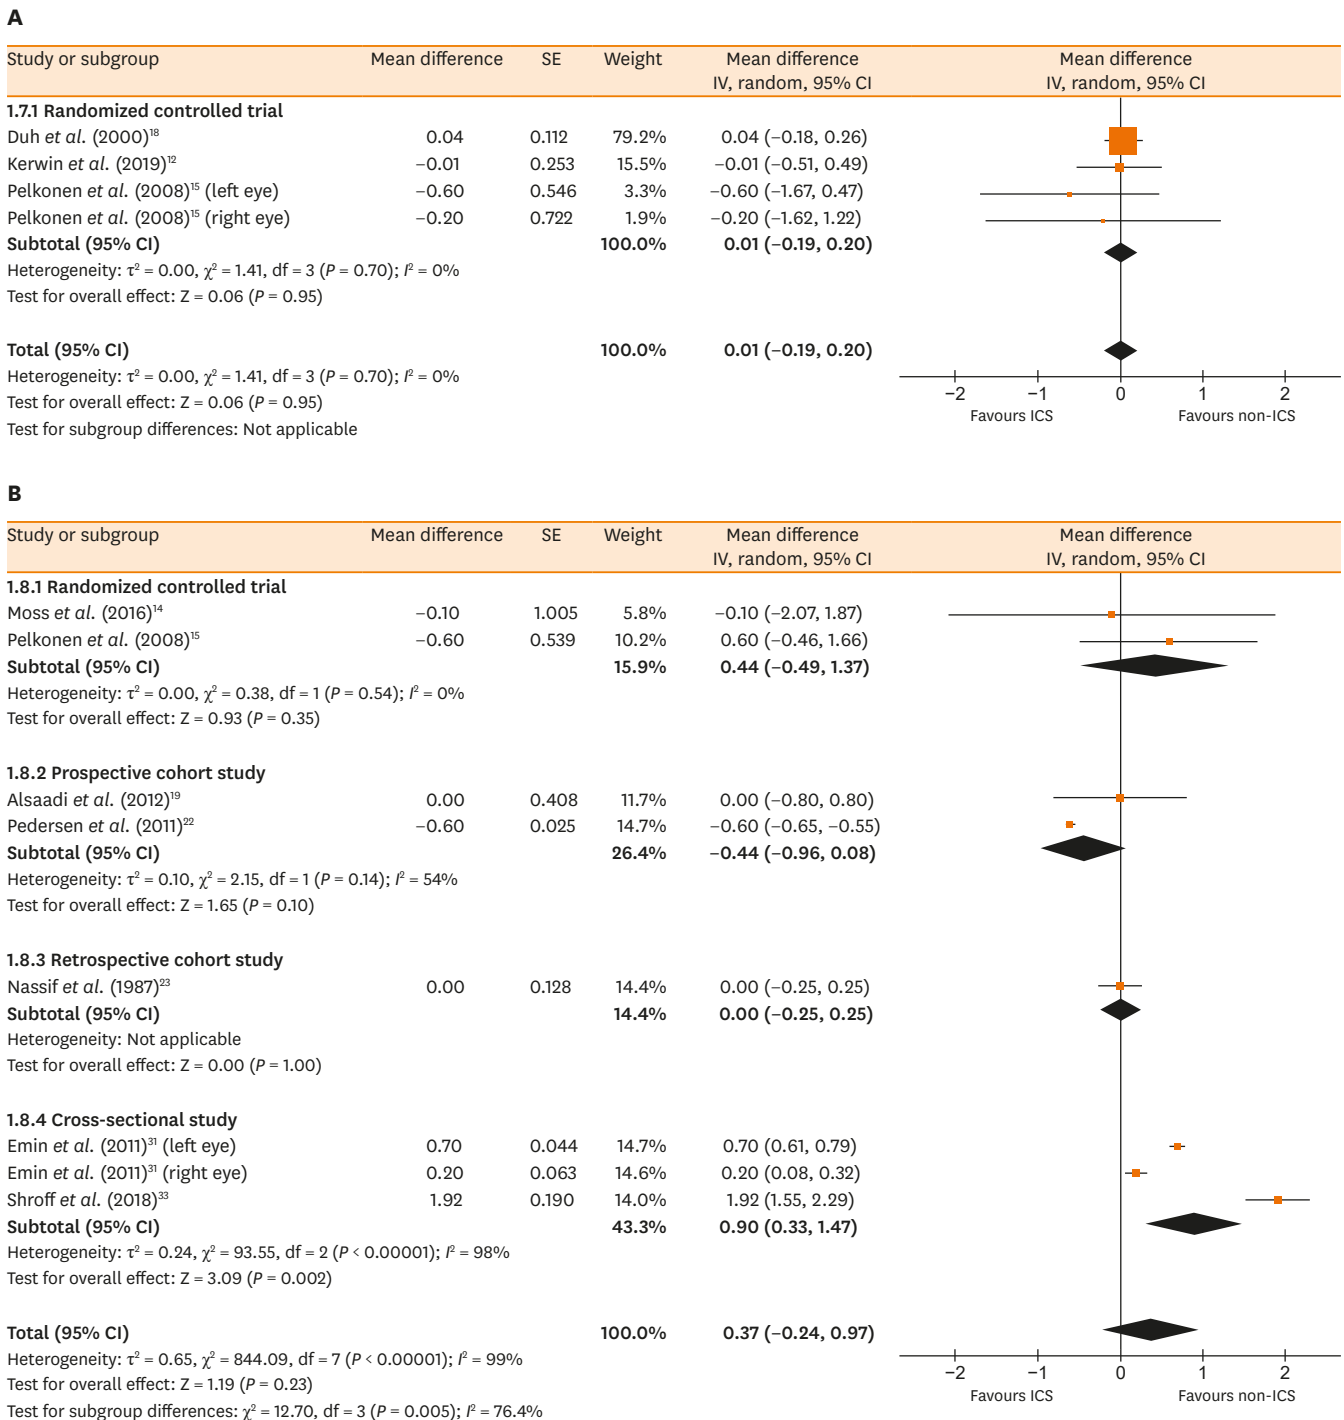 A
Study or subgroup Mean difference SE Weight Mean difference Mean difference
IV, random, 95% CI IV, random, 95% CI
1.7.1 Randomized controlled trial
Duh et al. (2000)¹⁸ 0.04 0.112 79.2% 0.04 (−0.18, 0.26)
Kerwin et al. (2019)¹² −0.01 0.253 15.5% −0.01 (−0.51, 0.49)
Pelkonen et al. (2008)¹⁵ (left eye) −0.60 0.546 3.3% −0.60 (−1.67, 0.47)
Pelkonen et al. (2008)¹⁵ (right eye) −0.20 0.722 1.9% −0.20 (−1.62, 1.22)
Subtotal (95% CI) 100.0% 0.01 (−0.19, 0.20)
Heterogeneity: τ² = 0.00, χ² = 1.41, df = 3 (P = 0.70); I² = 0%
Test for overall effect: Z = 0.06 (P = 0.95)
Total (95% CI) 100.0% 0.01 (−0.19, 0.20)
Heterogeneity: τ² = 0.00, χ² = 1.41, df = 3 (P = 0.70); I² = 0%
Test for overall effect: Z = 0.06 (P = 0.95)
Test for subgroup differences: Not applicable
−2 −1 0 1 2
Favours ICS Favours non-ICS
B
Study or subgroup Mean difference SE Weight Mean difference Mean difference
IV, random, 95% CI IV, random, 95% CI
1.8.1 Randomized controlled trial
Moss et al. (2016)¹⁴ −0.10 1.005 5.8% −0.10 (−2.07, 1.87)
Pelkonen et al. (2008)¹⁵ −0.60 0.539 10.2% 0.60 (−0.46, 1.66)
Subtotal (95% CI) 15.9% 0.44 (−0.49, 1.37)
Heterogeneity: τ² = 0.00, χ² = 0.38, df = 1 (P = 0.54); I² = 0%
Test for overall effect: Z = 0.93 (P = 0.35)
1.8.2 Prospective cohort study
Alsaadi et al. (2012)¹⁹ 0.00 0.408 11.7% 0.00 (−0.80, 0.80)
Pedersen et al. (2011)²² −0.60 0.025 14.7% −0.60 (−0.65, −0.55)
Subtotal (95% CI) 26.4% −0.44 (−0.96, 0.08)
Heterogeneity: τ² = 0.10, χ² = 2.15, df = 1 (P = 0.14); I² = 54%
Test for overall effect: Z = 1.65 (P = 0.10)
1.8.3 Retrospective cohort study
Nassif et al. (1987)²³ 0.00 0.128 14.4% 0.00 (−0.25, 0.25)
Subtotal (95% CI) 14.4% 0.00 (−0.25, 0.25)
Heterogeneity: Not applicable
Test for overall effect: Z = 0.00 (P = 1.00)
1.8.4 Cross-sectional study
Emin et al. (2011)³¹ (left eye) 0.70 0.044 14.7% 0.70 (0.61, 0.79)
Emin et al. (2011)³¹ (right eye) 0.20 0.063 14.6% 0.20 (0.08, 0.32)
Shroff et al. (2018)³³ 1.92 0.190 14.0% 1.92 (1.55, 2.29)
Subtotal (95% CI) 43.3% 0.90 (0.33, 1.47)
Heterogeneity: τ² = 0.24, χ² = 93.55, df = 2 (P < 0.00001); I² = 98%
Test for overall effect: Z = 3.09 (P = 0.002)
Total (95% CI) 100.0% 0.37 (−0.24, 0.97)
Heterogeneity: τ² = 0.65, χ² = 844.09, df = 7 (P < 0.00001); I² = 99%
Test for overall effect: Z = 1.19 (P = 0.23)
Test for subgroup differences: χ² = 12.70, df = 3 (P = 0.005); I² = 76.4%
−2 −1 0 1 2
Favours ICS Favours non-ICS